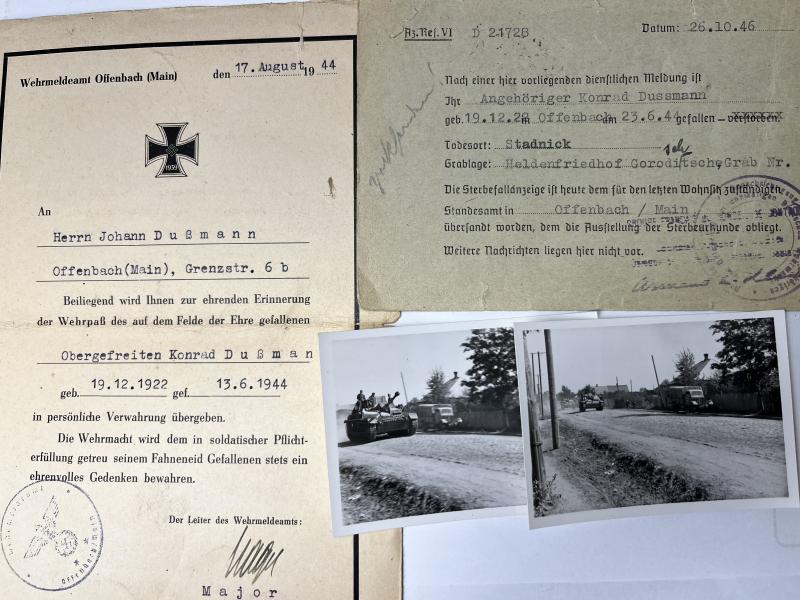 Wehrmeldeamt Offenbach (Main)
den 17. August 1944
1939
An
Herrn Johann Dußmann
Offenbach(Main), Grenzstr. 6 b
Beiliegend wird Ihnen zur ehrenden Erinnerung
der Wehrpaß des auf dem Felde der Ehre gefallenen
Obergefreiten Konrad Dußman
geb. 19.12.1922 gef. 13.6.1944
in persönliche Verwahrung übergeben.
Die Wehrmacht wird dem in soldatischer Pflicht-
erfüllung getreu seinem Fahneneid Gefallenen stets ein
ehrenvolles Gedenken bewahren.
Der Leiter des Wehrmeldeamts:
Major
Az. Ref. VI D 21728 Datum: 26.10.46
Nach einer hier vorliegenden dienstlichen Meldung ist
Ihr Angehöriger Konrad Dussmann
geb. 19.12.22 in Offenbach am 23.6.44 gefallen – verstorben.
Todesort: Stadnick
Grablage: Heldenfriedhof Goroditsche, Grab Nr.
Die Sterbefallanzeige ist heute dem für den letzten Wohnsitz zuständigen
Standesamt in Offenbach / Main
übersandt worden, dem die Ausstellung der Sterbeurkunde obliegt.
Weitere Nachrichten liegen hier nicht vor.